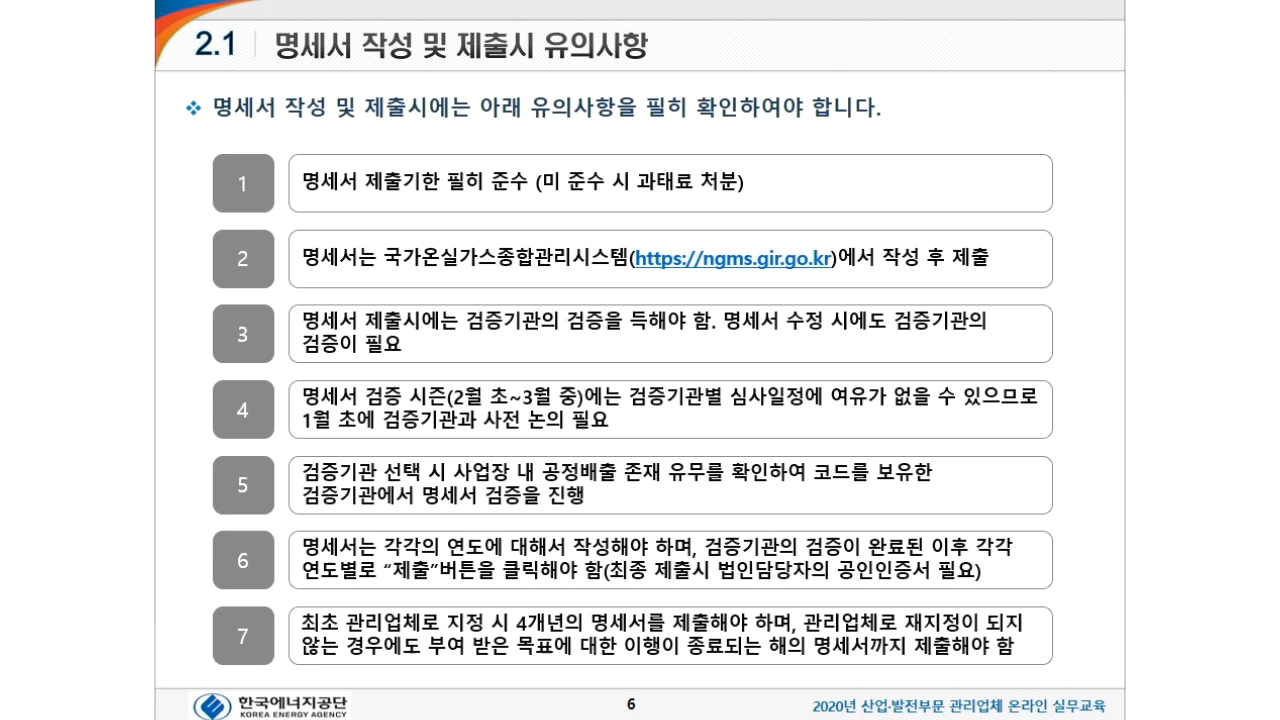 2.1 명세서 작성 및 제출시 유의사항
❖ 명세서 작성 및 제출시에는 아래 유의사항을 필히 확인하여야 합니다.
1 명세서 제출기한 필히 준수 (미 준수 시 과태료 처분)
2 명세서는 국가온실가스종합관리시스템(https://ngms.gir.go.kr)에서 작성 후 제출
3 명세서 제출시에는 검증기관의 검증을 득해야 함. 명세서 수정 시에도 검증기관의
검증이 필요
4 명세서 검증 시즌(2월 초~3월 중)에는 검증기관별 심사일정에 여유가 없을 수 있으므로
1월 초에 검증기관과 사전 논의 필요
5 검증기관 선택 시 사업장 내 공정배출 존재 유무를 확인하여 코드를 보유한
검증기관에서 명세서 검증을 진행
6 명세서는 각각의 연도에 대해서 작성해야 하며, 검증기관의 검증이 완료된 이후 각각
연도별로 “제출”버튼을 클릭해야 함(최종 제출시 법인담당자의 공인인증서 필요)
7 최초 관리업체로 지정 시 4개년의 명세서를 제출해야 하며, 관리업체로 재지정이 되지
않는 경우에도 부여 받은 목표에 대한 이행이 종료되는 해의 명세서까지 제출해야 함
한국에너지공단
KOREA ENERGY AGENCY
6
2020년 산업·발전부문 관리업체 온라인 실무교육